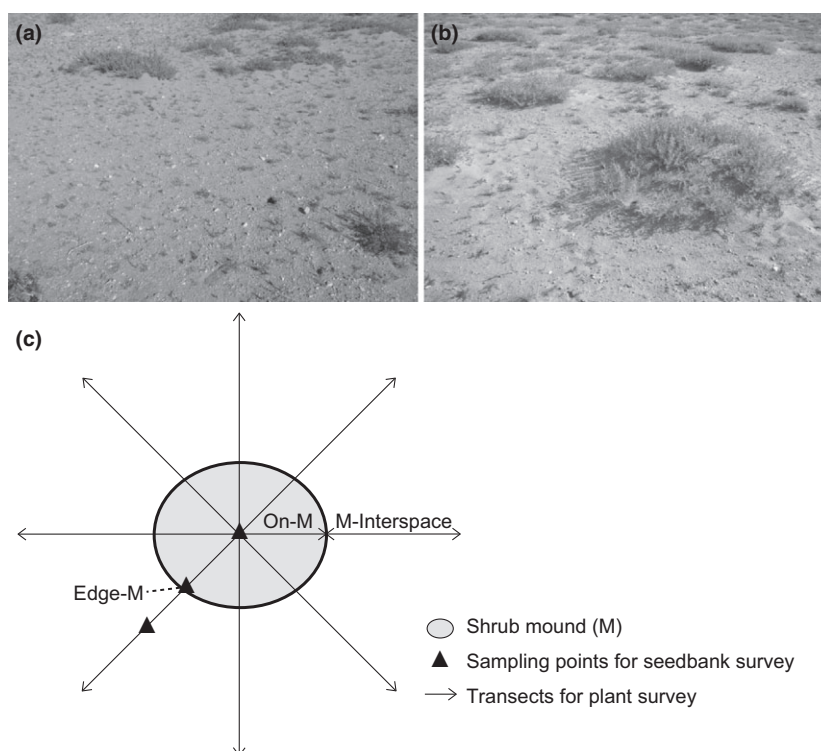 (a)
(b)
(c)
On-M
M-Interspace
Edge-M
Shrub mound (M)
Sampling points for seedbank survey
Transects for plant survey